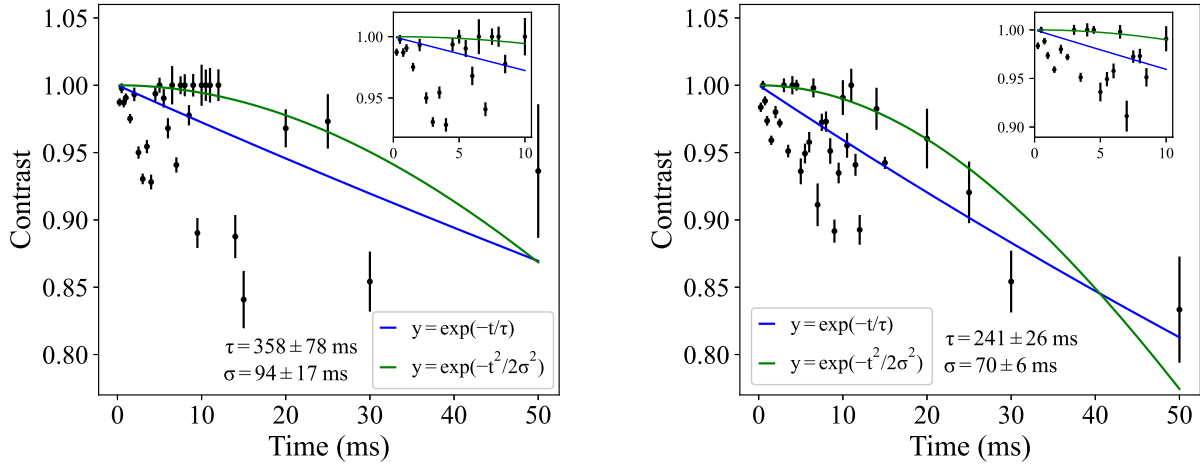 1.05
1.00
0.95
0.90
0.85
0.80
Contrast
0 10 20 30 40 50
Time (ms)
1.00
0.95
0 5 10
τ = 358 ± 78 ms
σ = 94 ± 17 ms
y = exp(−t/τ)
y = exp(−t²/2σ²)
1.05
1.00
0.95
0.90
0.85
0.80
Contrast
0 10 20 30 40 50
Time (ms)
1.00
0.95
0.90
0 5 10
y = exp(−t/τ)
y = exp(−t²/2σ²)
τ = 241 ± 26 ms
σ = 70 ± 6 ms